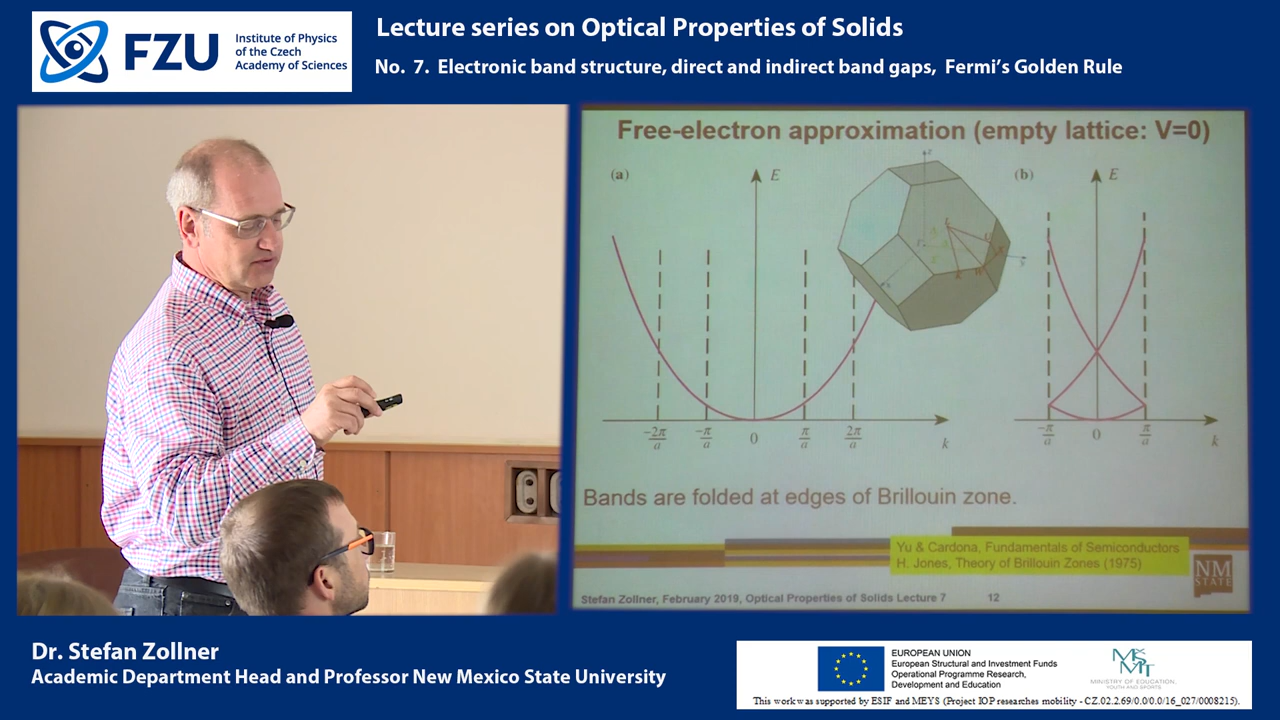 FZU
Institute of Physics
of the Czech
Academy of Sciences
Lecture series on Optical Properties of Solids
No. 7. Electronic band structure, direct and indirect band gaps, Fermi's Golden Rule
Free-electron approximation (empty lattice: V=0)
(a)
E
(b)
E
-2π/a
-π/a
0
π/a
2π/a
k
-π/a
0
π/a
k
Bands are folded at edges of Brillouin zone.
Yu & Cardona, Fundamentals of Semiconductors
H. Jones, Theory of Brillouin Zones (1975)
NM
STATE
Stefan Zollner, February 2019, Optical Properties of Solids Lecture 7
12
Dr. Stefan Zollner
Academic Department Head and Professor New Mexico State University
EUROPEAN UNION
European Structural and Investment Funds
Operational Programme Research,
Development and Education
MINISTRY OF EDUCATION,
YOUTH AND SPORTS
This work was supported by ESIF and MEYS (Project IOP researches mobility - CZ.02.2.69/0.0/0.0/16_027/0008215).